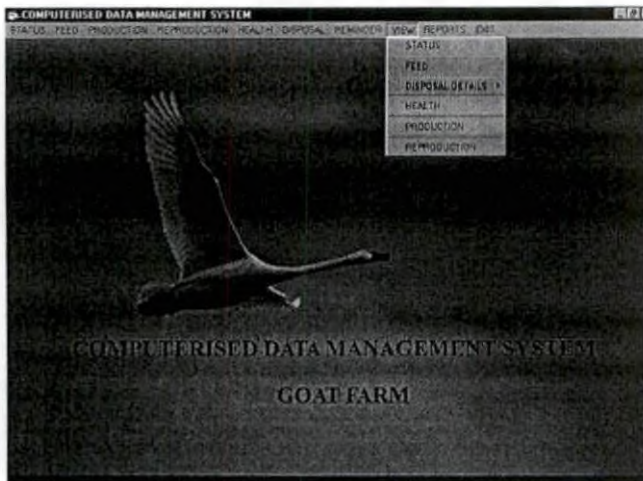 COMPUTERISED DATA MANAGEMENT SYSTEM
STATUS FEED PRODUCTION REPRODUCTION HEALTH DISPOSAL REMINDER VIEW REPORTS EXIT
STATUS
FEED
DISPOSAL DETAILS
HEALTH
PRODUCTION
REPRODUCTION
COMPUTERISED DATA MANAGEMENT SYSTEM
GOAT FARM